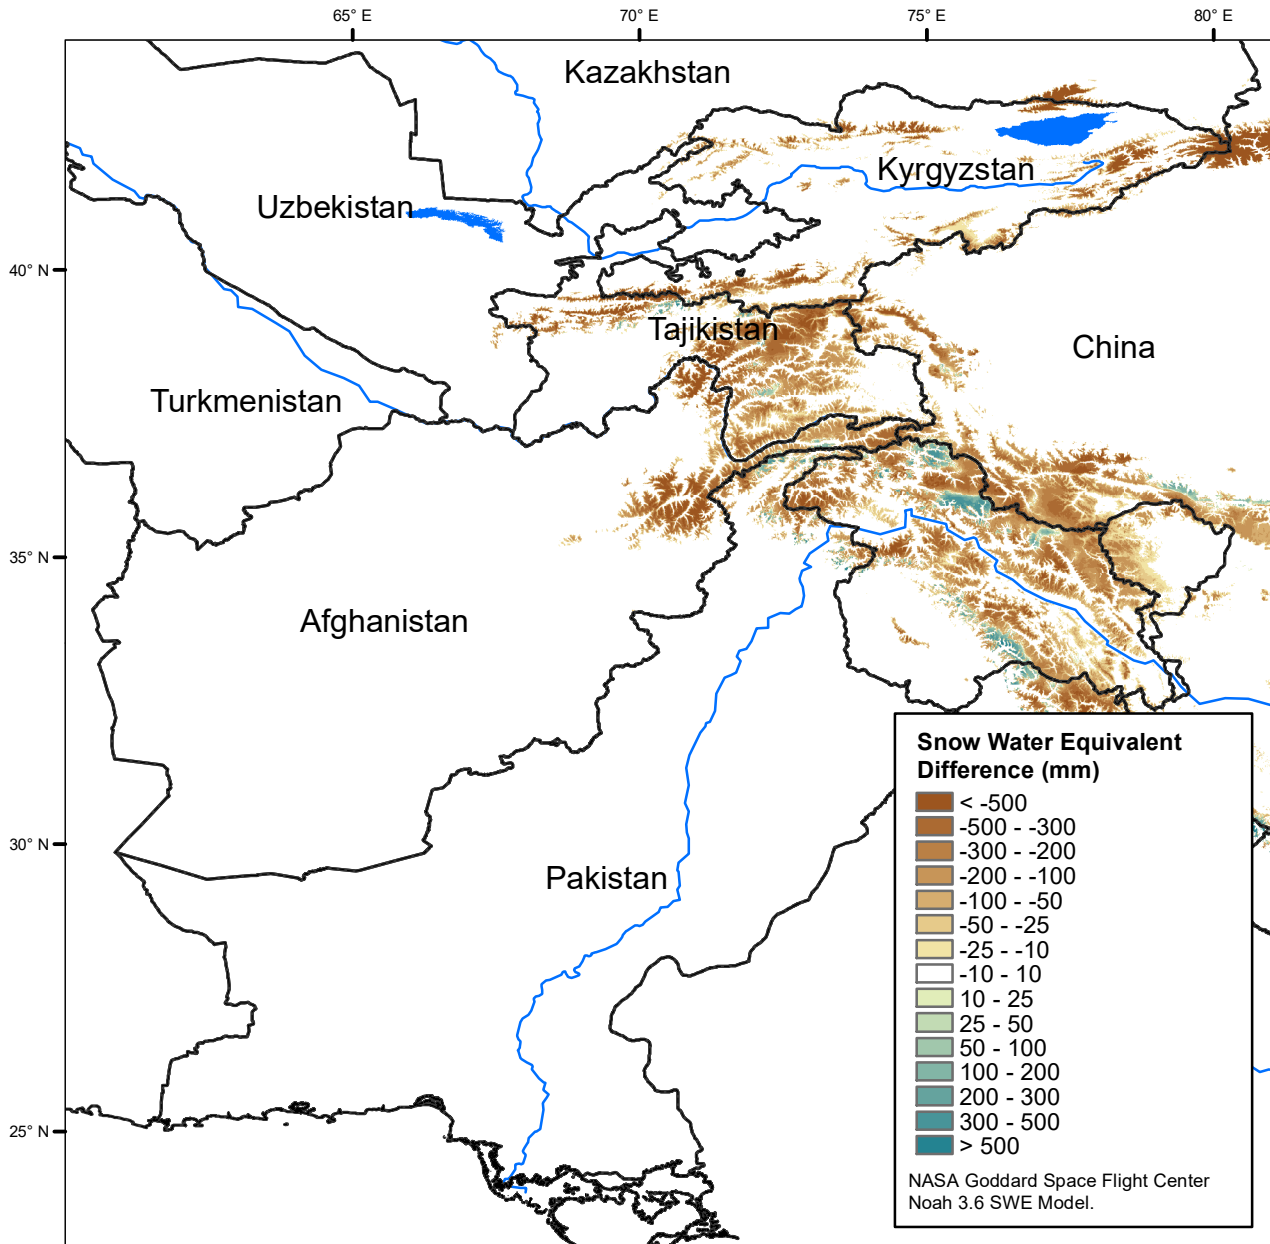 65° E
70° E
75° E
80° E
Kazakhstan
Kyrgyzstan
Uzbekistan
40° N
Tajikistan
China
Turkmenistan
35° N
Afghanistan
30° N
Pakistan
25° N
Snow Water Equivalent
Difference (mm)
< -500
-500 - -300
-300 - -200
-200 - -100
-100 - -50
-50 - -25
-25 - -10
-10 - 10
10 - 25
25 - 50
50 - 100
100 - 200
200 - 300
300 - 500
> 500
NASA Goddard Space Flight Center
Noah 3.6 SWE Model.